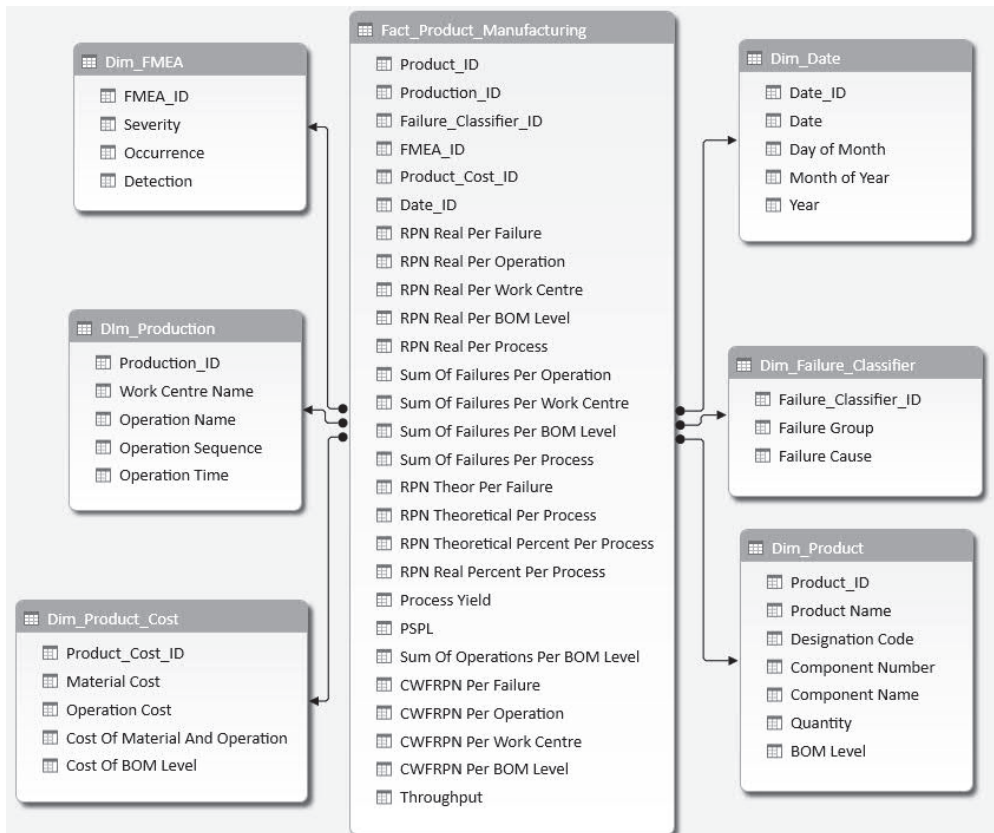 Dim_FMEA
FMEA_ID
Severity
Occurrence
Detection
DIm_Production
Production_ID
Work Centre Name
Operation Name
Operation Sequence
Operation Time
Dim_Product_Cost
Product_Cost_ID
Material Cost
Operation Cost
Cost Of Material And Operation
Cost Of BOM Level
Fact_Product_Manufacturing
Product_ID
Production_ID
Failure_Classifier_ID
FMEA_ID
Product_Cost_ID
Date_ID
RPN Real Per Failure
RPN Real Per Operation
RPN Real Per Work Centre
RPN Real Per BOM Level
RPN Real Per Process
Sum Of Failures Per Operation
Sum Of Failures Per Work Centre
Sum Of Failures Per BOM Level
Sum Of Failures Per Process
RPN Theor Per Failure
RPN Theoretical Per Process
RPN Theoretical Percent Per Process
RPN Real Percent Per Process
Process Yield
PSPL
Sum Of Operations Per BOM Level
CWFRPN Per Failure
CWFRPN Per Operation
CWFRPN Per Work Centre
CWFRPN Per BOM Level
Throughput
Dim_Date
Date_ID
Date
Day of Month
Month of Year
Year
Dim_Failure_Classifier
Failure_Classifier_ID
Failure Group
Failure Cause
Dim_Product
Product_ID
Product Name
Designation Code
Component Number
Component Name
Quantity
BOM Level